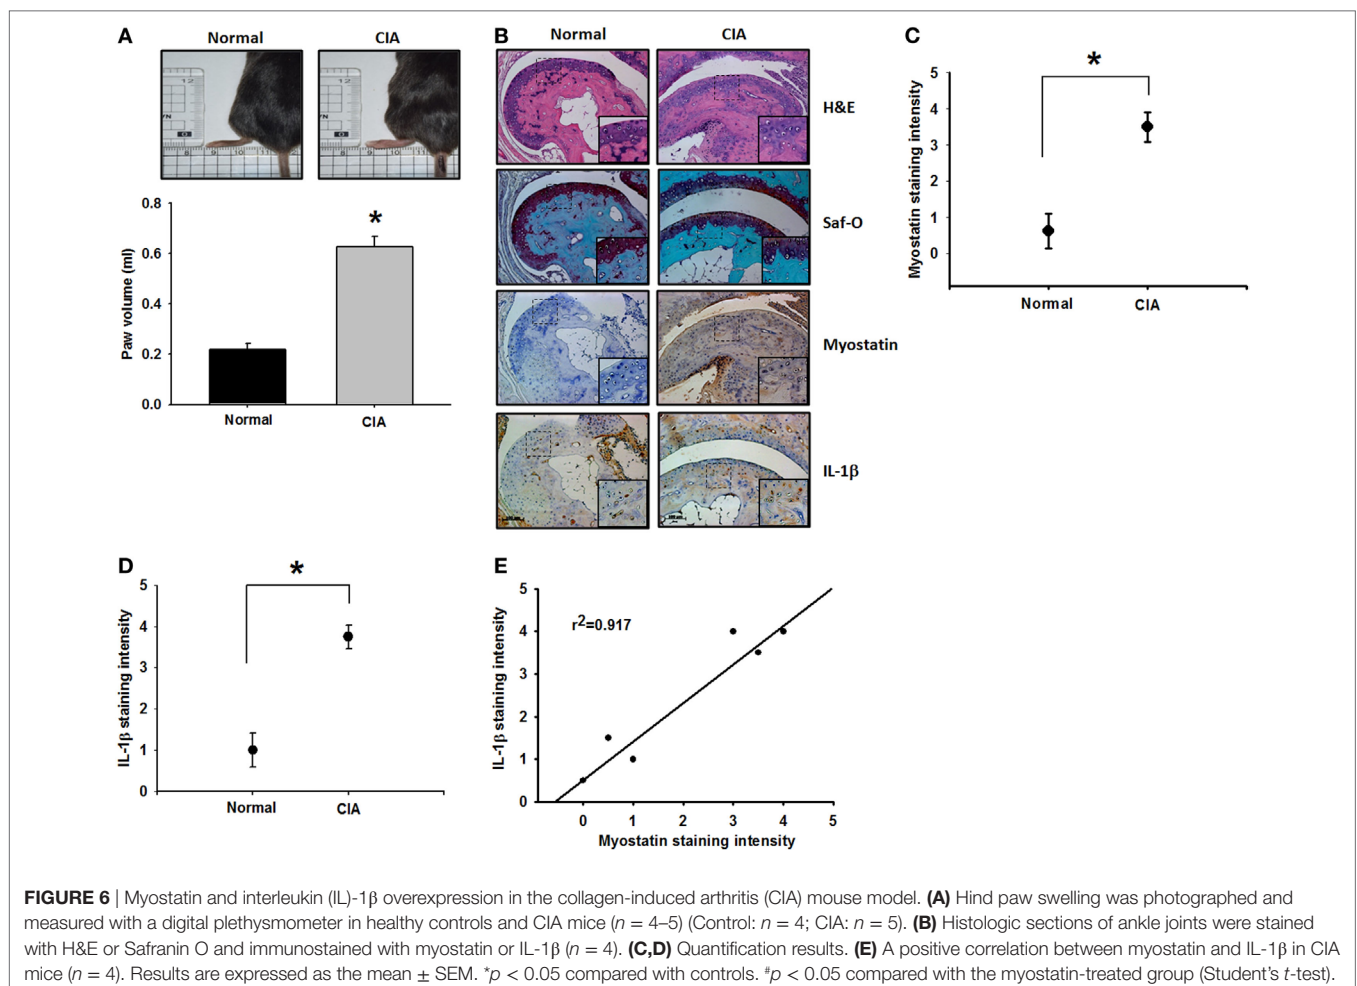 A
Normal
CIA
Paw volume (ml)
0.8
0.6
0.4
0.2
0.0
*
Normal
CIA
B
Normal
CIA
H&E
Saf-O
Myostatin
IL-1β
C
Myostatin staining intensity
5
4
3
2
1
0
*
Normal
CIA
D
IL-1β staining intensity
5
4
3
2
1
0
*
Normal
CIA
E
IL-1β staining intensity
5
4
3
2
1
0
r²=0.917
0 1 2 3 4 5
Myostatin staining intensity
FIGURE 6 | Myostatin and interleukin (IL)-1β overexpression in the collagen-induced arthritis (CIA) mouse model. (A) Hind paw swelling was photographed and
measured with a digital plethysmometer in healthy controls and CIA mice (n = 4–5) (Control: n = 4; CIA: n = 5). (B) Histologic sections of ankle joints were stained
with H&E or Safranin O and immunostained with myostatin or IL-1β (n = 4). (C,D) Quantification results. (E) A positive correlation between myostatin and IL-1β in CIA
mice (n = 4). Results are expressed as the mean ± SEM. *p < 0.05 compared with controls. #p < 0.05 compared with the myostatin-treated group (Student's t-test).